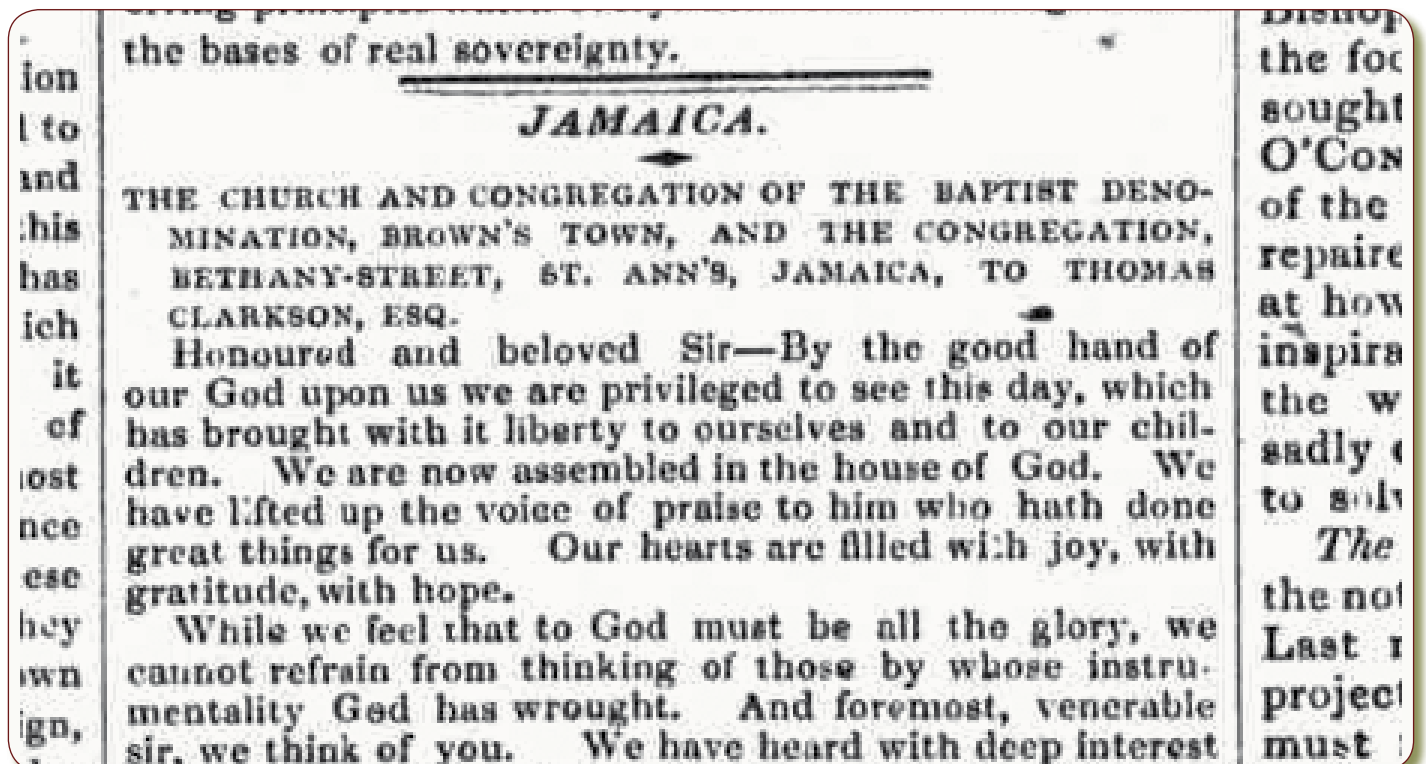 ion
to
and
his
has
ich
it
of
ost
nce
ese
hey
wn
ign,
principles which
the bases of real sovereignty.
JAMAICA.
THE CHURCH AND CONGREGATION OF THE BAPTIST DENO-
MINATION, BROWN'S TOWN, AND THE CONGREGATION,
BETHANY-STREET, ST. ANN'S, JAMAICA, TO THOMAS
CLARKSON, ESQ.
Honoured and beloved Sir—By the good hand of
our God upon us we are privileged to see this day, which
has brought with it liberty to ourselves and to our chil-
dren. We are now assembled in the house of God. We
have lifted up the voice of praise to him who hath done
great things for us. Our hearts are filled with joy, with
gratitude, with hope.
While we feel that to God must be all the glory, we
cannot refrain from thinking of those by whose instru-
mentality God has wrought. And foremost, venerable
sir, we think of you. We have heard with deep interest
Bishop
the foc
sought
O'CON
of the
repaire
at how
inspira
the w
sadly
to solv
The
the not
Last
project
must